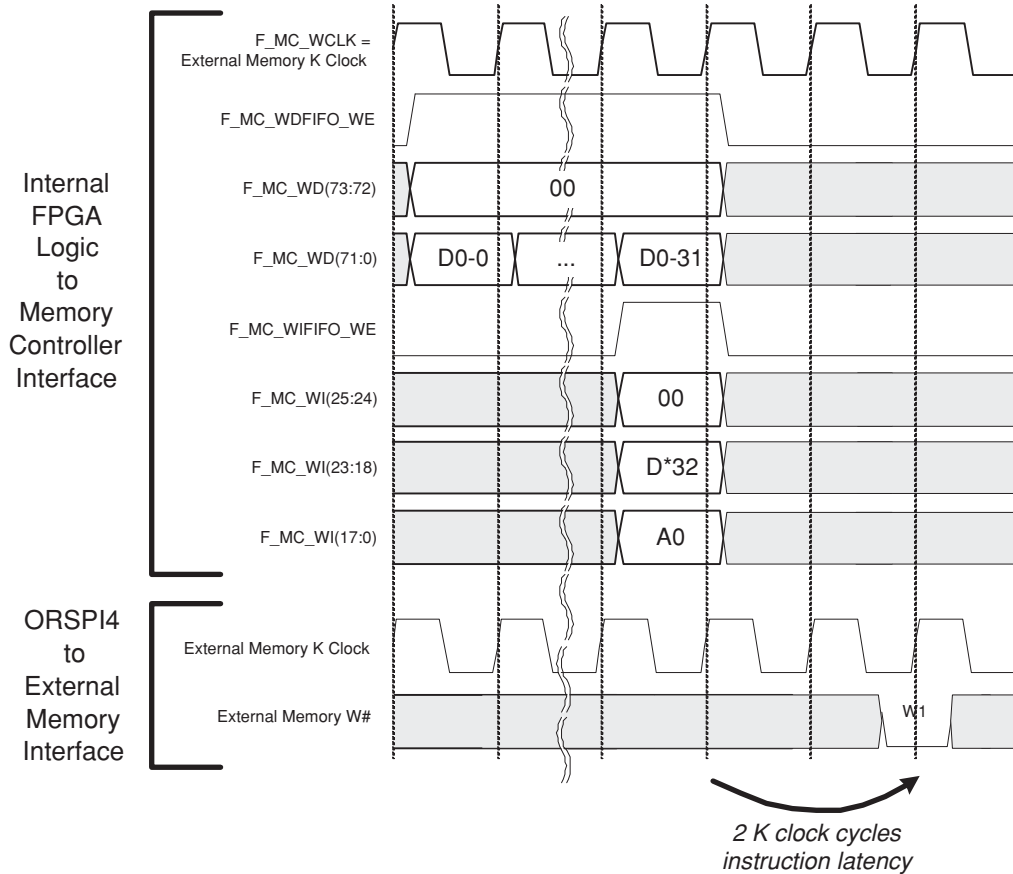 F_MC_WCLK =
External Memory K Clock
F_MC_WDFIFO_WE
F_MC_WD(73:72)
00
F_MC_WD(71:0)
D0-0
...
D0-31
F_MC_WIFIFO_WE
F_MC_WI(25:24)
00
F_MC_WI(23:18)
D*32
F_MC_WI(17:0)
A0
Internal
FPGA
Logic
to
Memory
Controller
Interface
ORSPI4
to
External
Memory
Interface
External Memory K Clock
External Memory W#
W1
2 K clock cycles
instruction latency